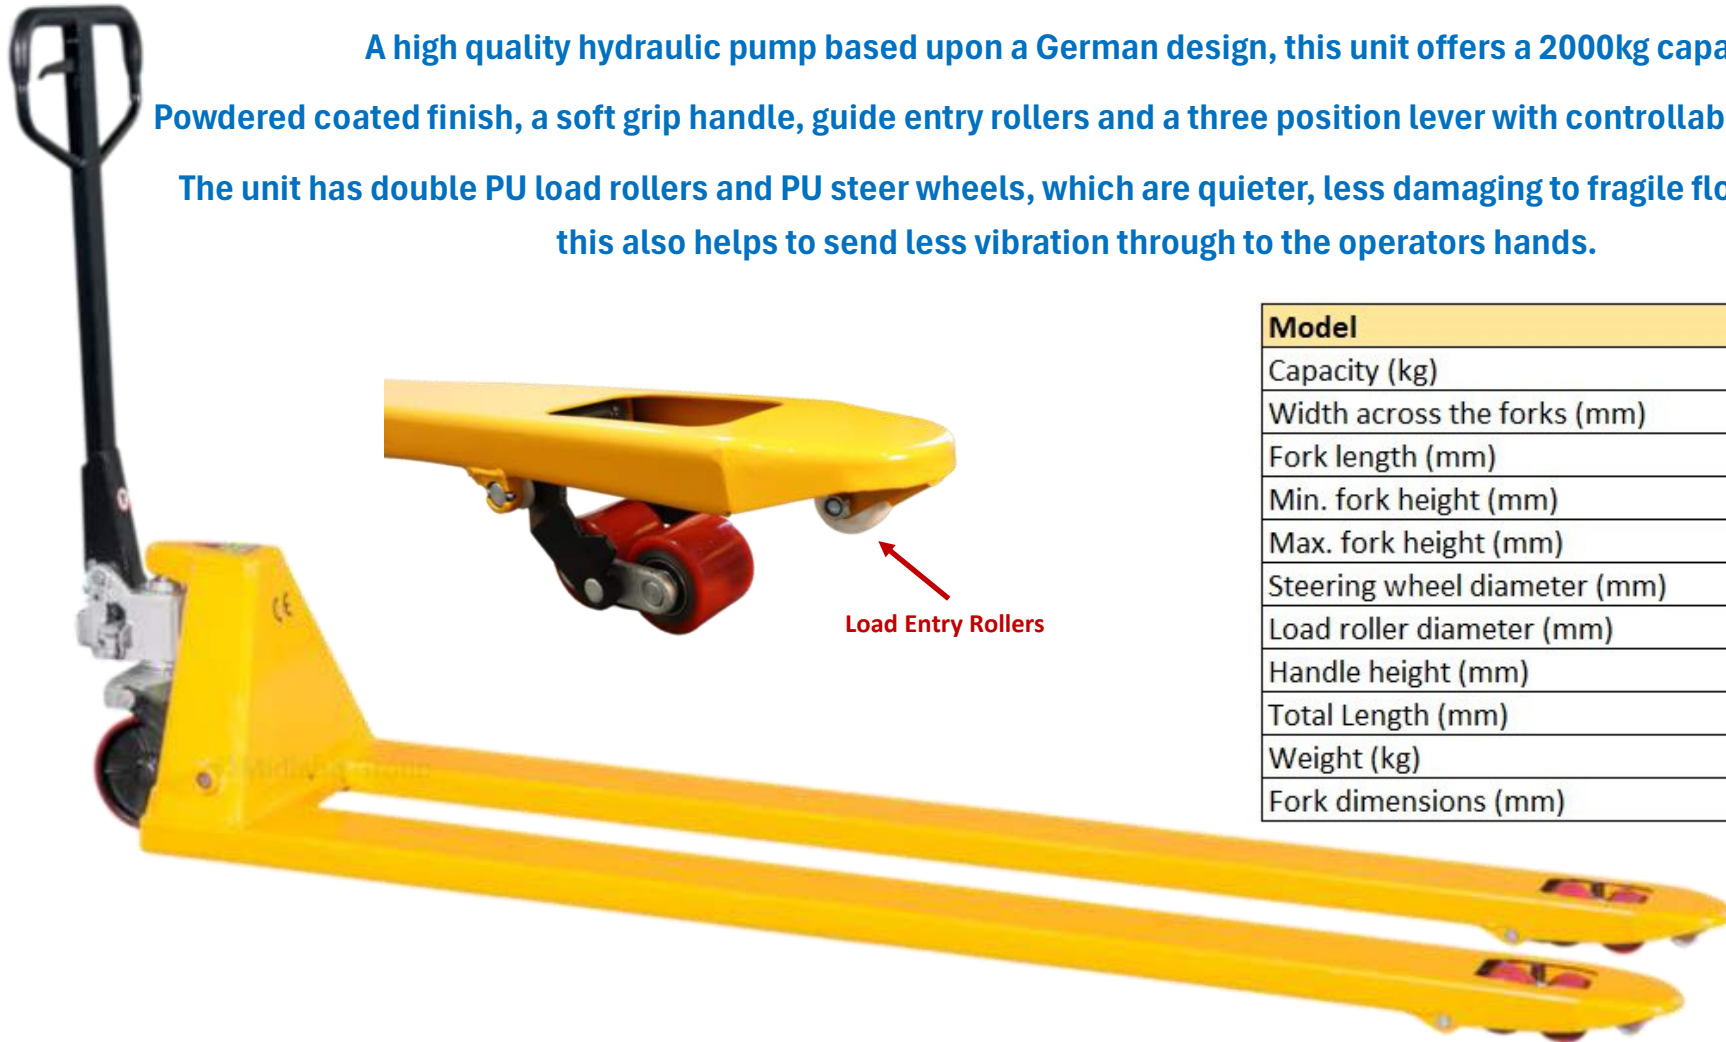 A high quality hydraulic pump based upon a German design, this unit offers a 2000kg capa
Powdered coated finish, a soft grip handle, guide entry rollers and a three position lever with controllab
The unit has double PU load rollers and PU steer wheels, which are quieter, less damaging to fragile flo
this also helps to send less vibration through to the operators hands.
Model
Capacity (kg)
Width across the forks (mm)
Fork length (mm)
Min. fork height (mm)
Max. fork height (mm)
Steering wheel diameter (mm)
Load roller diameter (mm)
Handle height (mm)
Total Length (mm)
Weight (kg)
Fork dimensions (mm)
Load Entry Rollers
CE
Midland Group